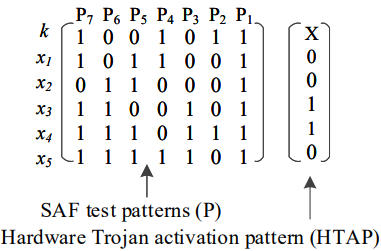 P7 P6 P5 P4 P3 P2 P1
k 1 0 0 1 0 1 1 X
x1 1 0 1 1 0 0 1 0
x2 0 1 1 0 0 0 1 0
x3 1 1 0 0 1 0 1 1
x4 1 1 1 0 1 1 1 1
x5 1 1 1 1 1 0 1 0
SAF test patterns (P)
Hardware Trojan activation pattern (HTAP)